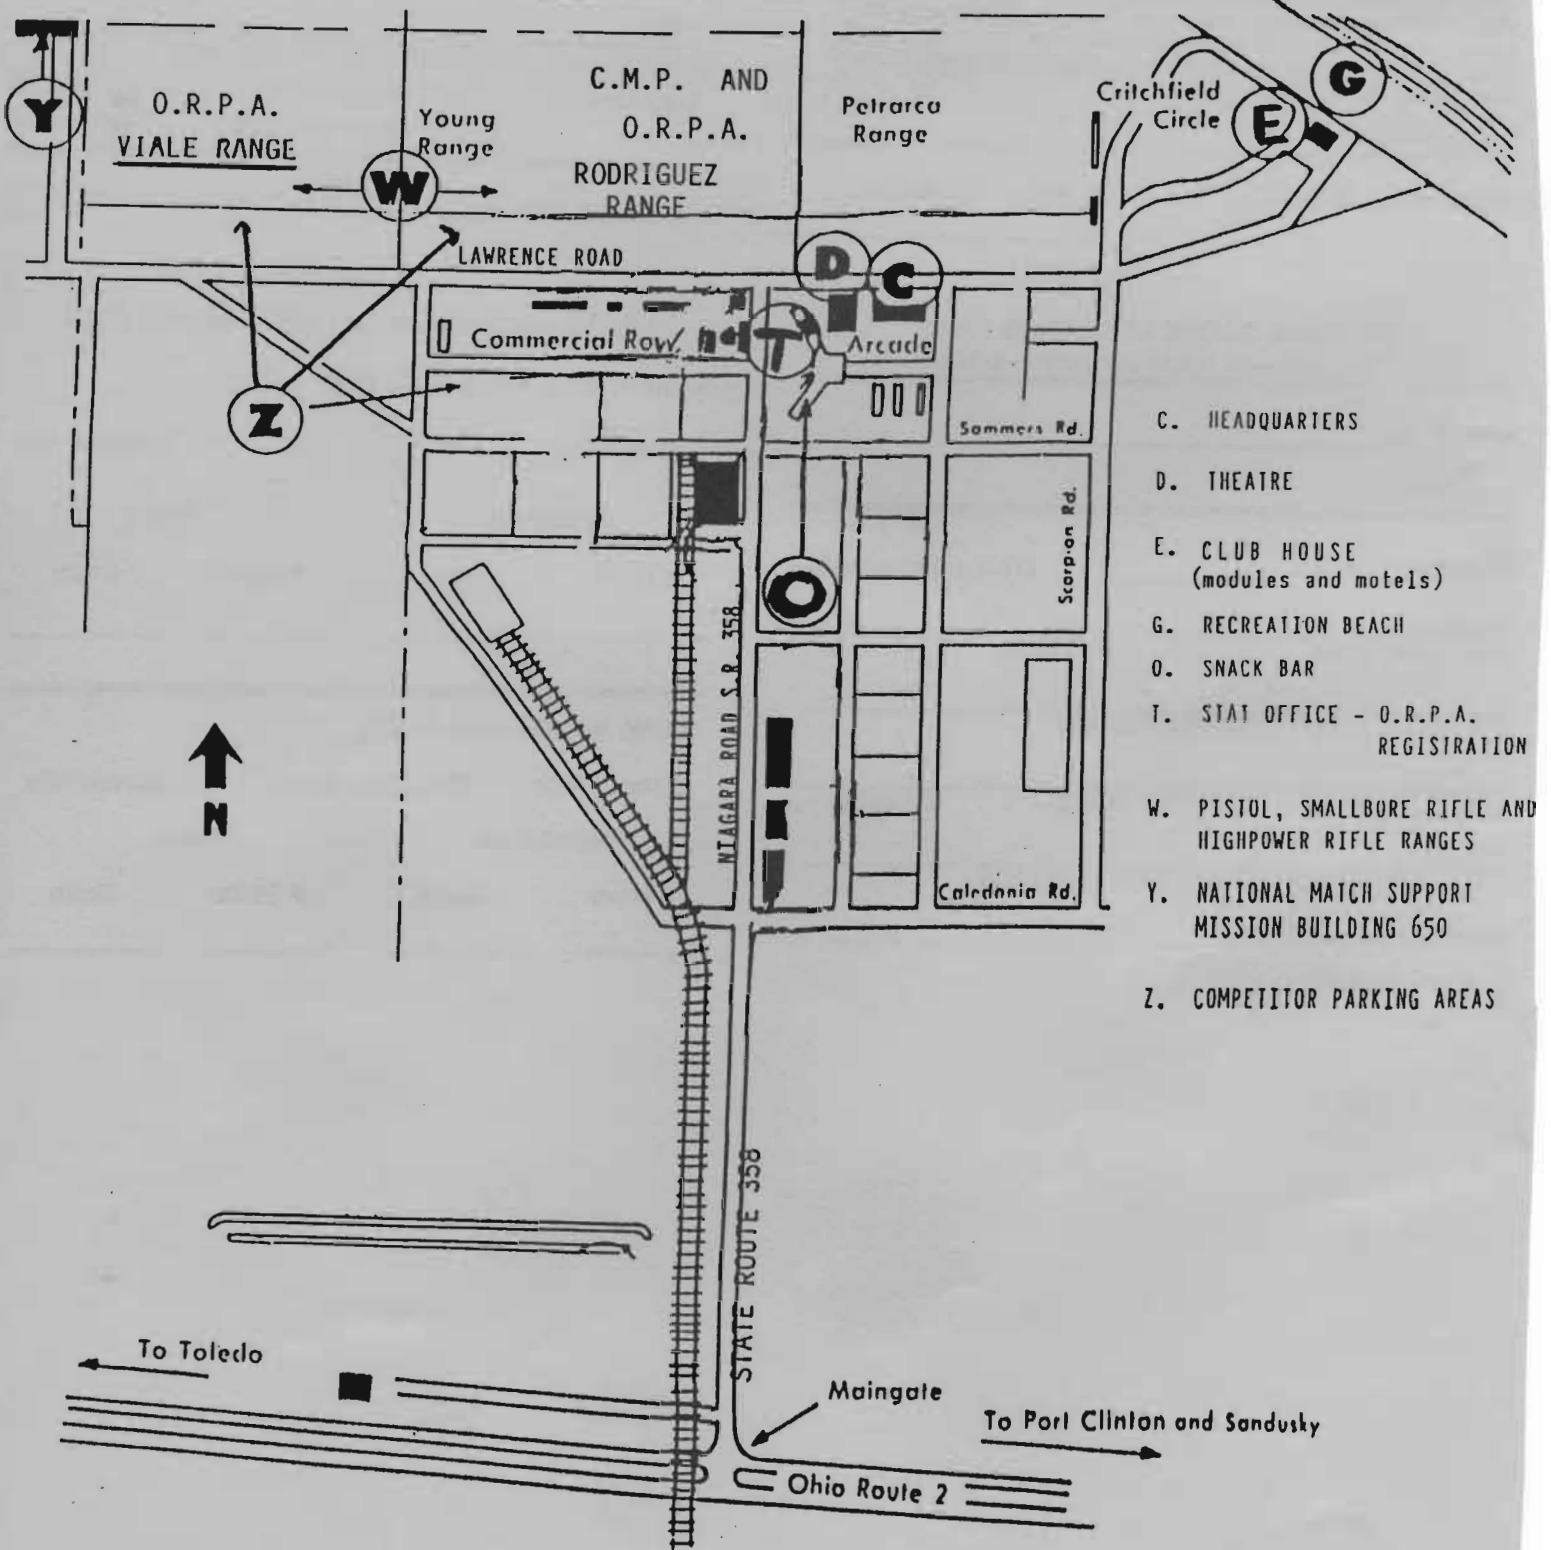 Y
O.R.P.A.
VIALE RANGE
Young
Range
W
C.M.P. AND
O.R.P.A.
RODRIGUEZ
RANGE
Petrarca
Range
Critchfield
Circle
E
G
LAWRENCE ROAD
D
C
Commercial Row
T
Arcade
Z
Sommers Rd.
Scorpion Rd.
O
NIAGARA ROAD S.R. 358
N
Caledonia Rd.
C. HEADQUARTERS
D. THEATRE
E. CLUB HOUSE
(modules and motels)
G. RECREATION BEACH
O. SNACK BAR
T. STAT OFFICE - O.R.P.A.
REGISTRATION
W. PISTOL, SMALLBORE RIFLE AND
HIGHPOWER RIFLE RANGES
Y. NATIONAL MATCH SUPPORT
MISSION BUILDING 650
Z. COMPETITOR PARKING AREAS
STATE ROUTE 358
To Toledo
Maingate
To Port Clinton and Sandusky
Ohio Route 2